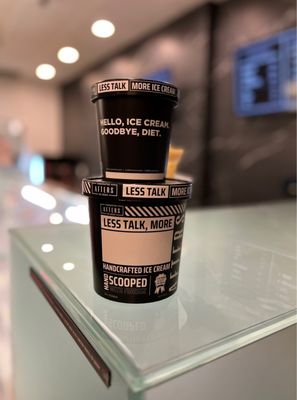 LESS TALK MORE ICE CREAM
HELLO, ICE CREAM.
GOODBYE, DIET.
AFTERS LESS TALK MORE
AFTERS
LESS TALK, MORE
HANDCRAFTED ICE CREAM
HAND SCOOPED